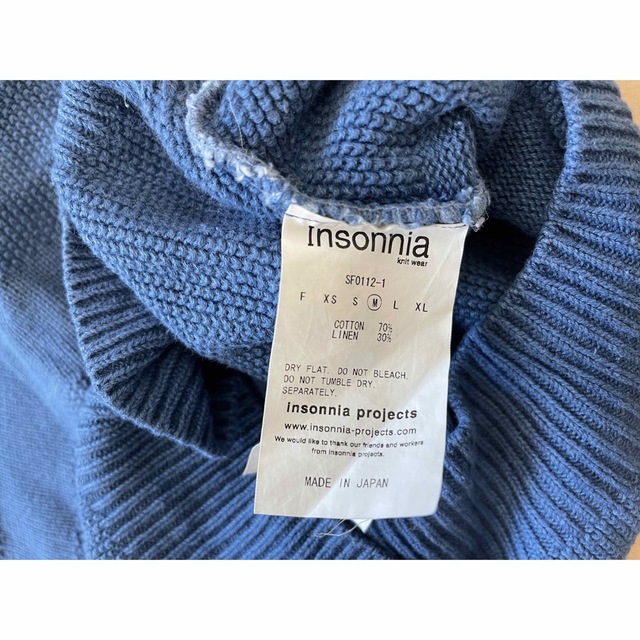 Insonnia
knit wear
SF0112-1
F XS S M L XL
COTTON 70%
LINEN 30%
DRY FLAT. DO NOT BLEACH.
DO NOT TUMBLE DRY.
SEPARATELY.
insonnia projects
www.insonnia-projects.com
We would like to thank our friends and workers
from Insonnia projects.
MADE IN JAPAN